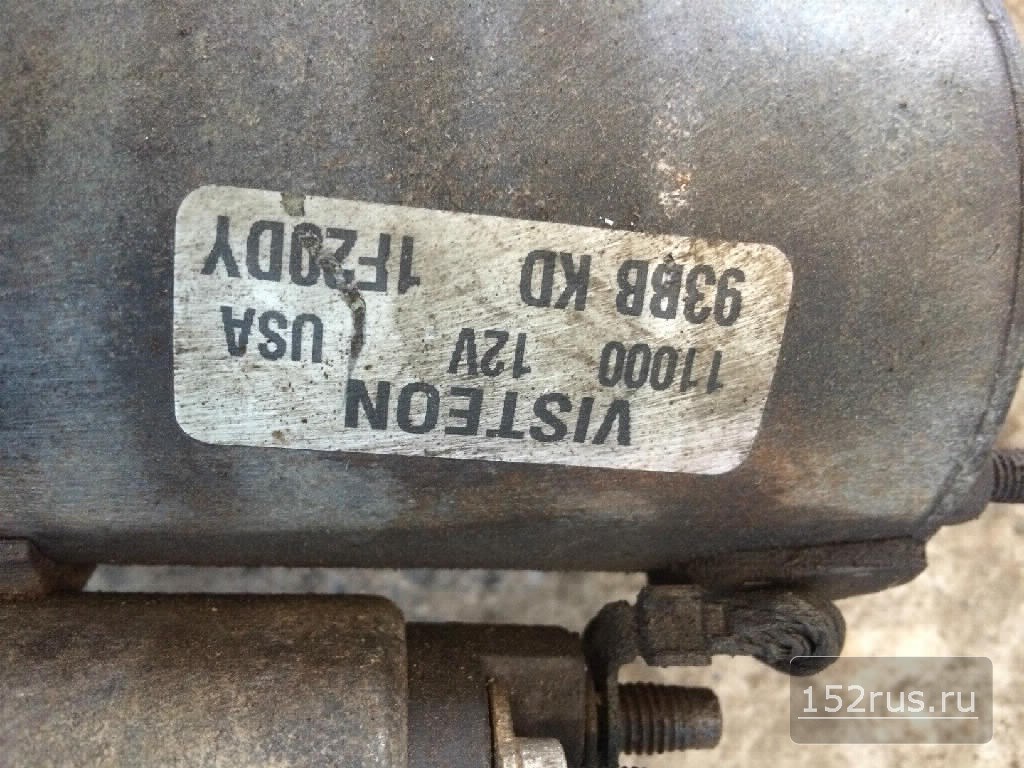 VISTEON
11000 12V USA
93BB KD 1F20DY
152rus.ru